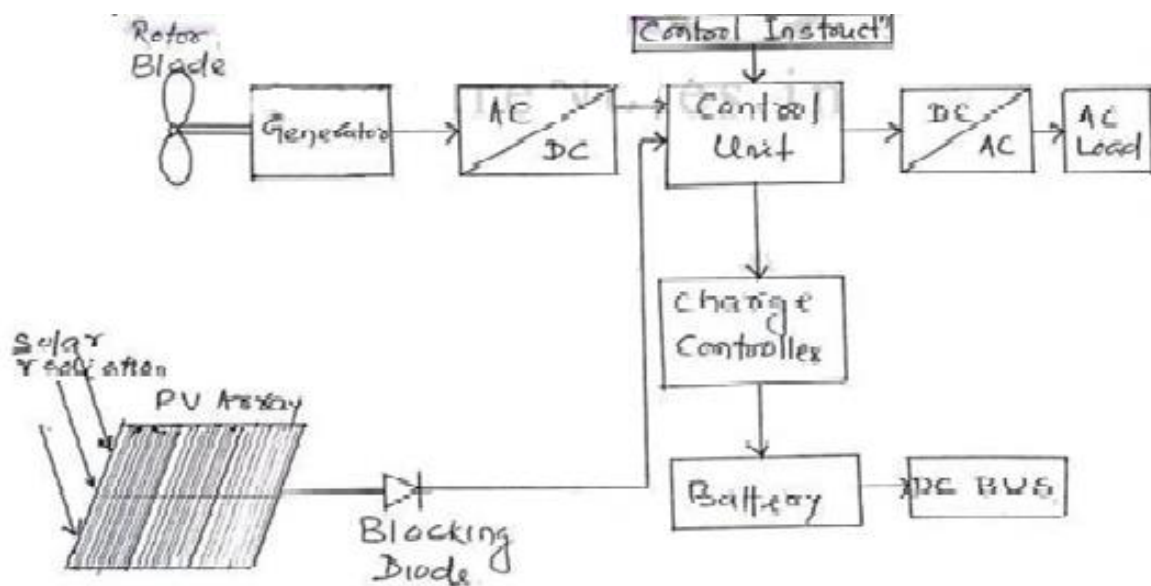 Rotor
Blade
Generator
AC
DC
Control Instruct
Control
Unit
DC
AC
AC
Load
Charge
Controller
Solar
radiation
PV Array
Blocking
Diode
Battery
DC BUS